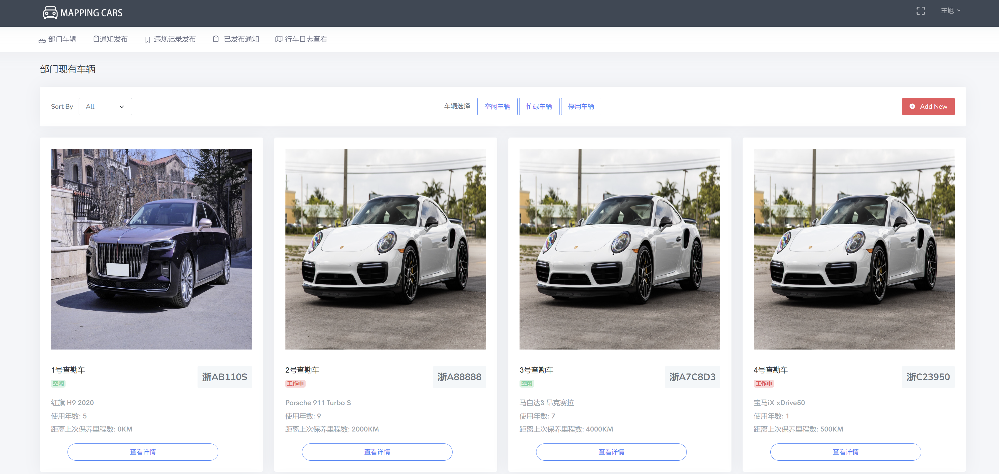 MAPPING CARS
王旭
部门车辆
通知发布
违规记录发布
已发布通知
行车日志查看
部门现有车辆
Sort By
All
车辆选择
空闲车辆
忙碌车辆
停用车辆
Add New
1号查勘车
浙AB110S
空闲
红旗 H9 2020
使用年数: 5
距离上次保养里程数: 0KM
查看详情
2号查勘车
浙A88888
工作中
Porsche 911 Turbo S
使用年数: 9
距离上次保养里程数: 2000KM
查看详情
3号查勘车
浙A7C8D3
空闲
马自达3 昂克赛拉
使用年数: 7
距离上次保养里程数: 4000KM
查看详情
4号查勘车
浙C23950
工作中
宝马iX xDrive50
使用年数: 1
距离上次保养里程数: 500KM
查看详情